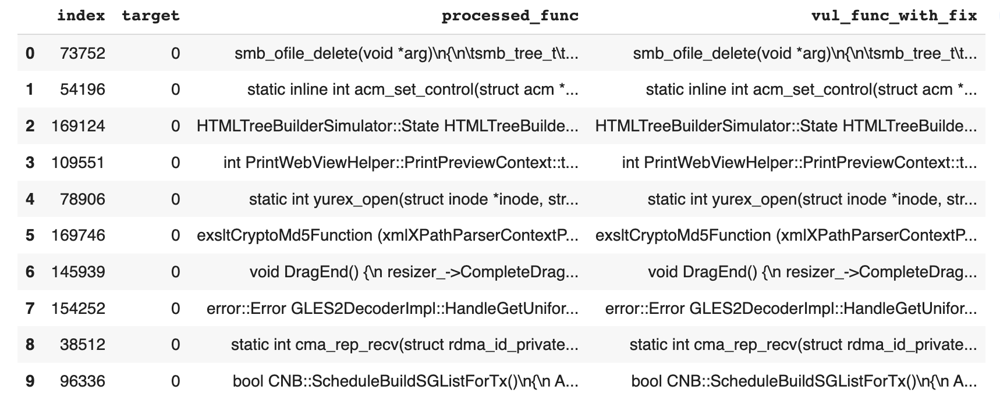 index target processed_func vul_func_with_fix
0 73752 0 smb_ofile_delete(void *arg)\n{\n\tsmb_tree_t\t... smb_ofile_delete(void *arg)\n{\n\tsmb_tree_t\t...
1 54196 0 static inline int acm_set_control(struct acm *... static inline int acm_set_control(struct acm *...
2 169124 0 HTMLTreeBuilderSimulator::State HTMLTreeBuilde... HTMLTreeBuilderSimulator::State HTMLTreeBuilde...
3 109551 0 int PrintWebViewHelper::PrintPreviewContext::t... int PrintWebViewHelper::PrintPreviewContext::t...
4 78906 0 static int yurex_open(struct inode *inode, str... static int yurex_open(struct inode *inode, str...
5 169746 0 exsltCryptoMd5Function (xmlXPathParserContextP... exsltCryptoMd5Function (xmlXPathParserContextP...
6 145939 0 void DragEnd() {\n resizer_->CompleteDrag... void DragEnd() {\n resizer_->CompleteDrag...
7 154252 0 error::Error GLES2DecoderImpl::HandleGetUnifor... error::Error GLES2DecoderImpl::HandleGetUnifor...
8 38512 0 static int cma_rep_recv(struct rdma_id_private... static int cma_rep_recv(struct rdma_id_private...
9 96336 0 bool CNB::ScheduleBuildSGListForTx()\n{\n A... bool CNB::ScheduleBuildSGListForTx()\n{\n A...